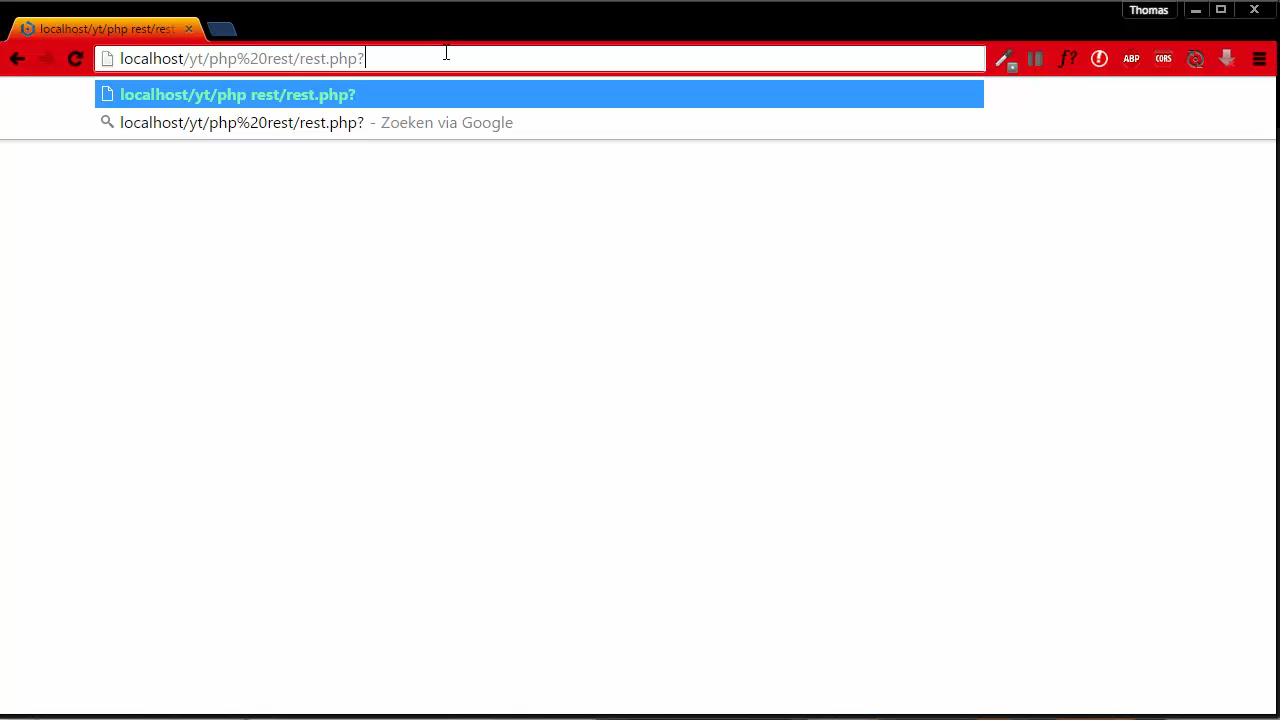 Thomas
localhost/yt/php rest/rest
localhost/yt/php%20rest/rest.php?
f? ABP CORS
localhost/yt/php rest/rest.php?
localhost/yt/php%20rest/rest.php? - Zoeken via Google